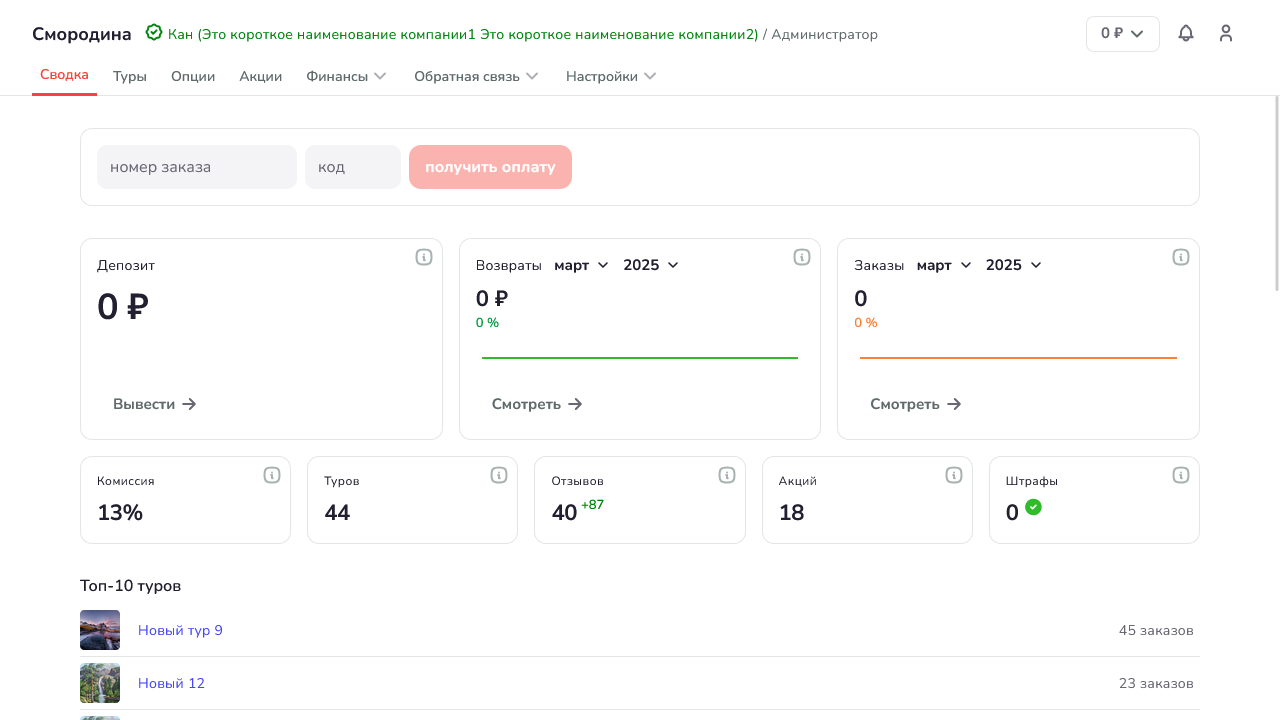 Смородина
Кан (Это короткое наименование компании1 Это короткое наименование компании2) / Администратор
0 ₽
Сводка Туры Опции Акции Финансы Обратная связь Настройки
номер заказа код получить оплату
Депозит
0 ₽
Вывести →
Возвраты март 2025
0 ₽
0 %
Смотреть →
Заказы март 2025
0
0 %
Смотреть →
Комиссия
13%
Туров
44
Отзывов
40 +87
Акций
18
Штрафы
0
Топ-10 туров
Новый тур 9 45 заказов
Новый 12 23 заказов